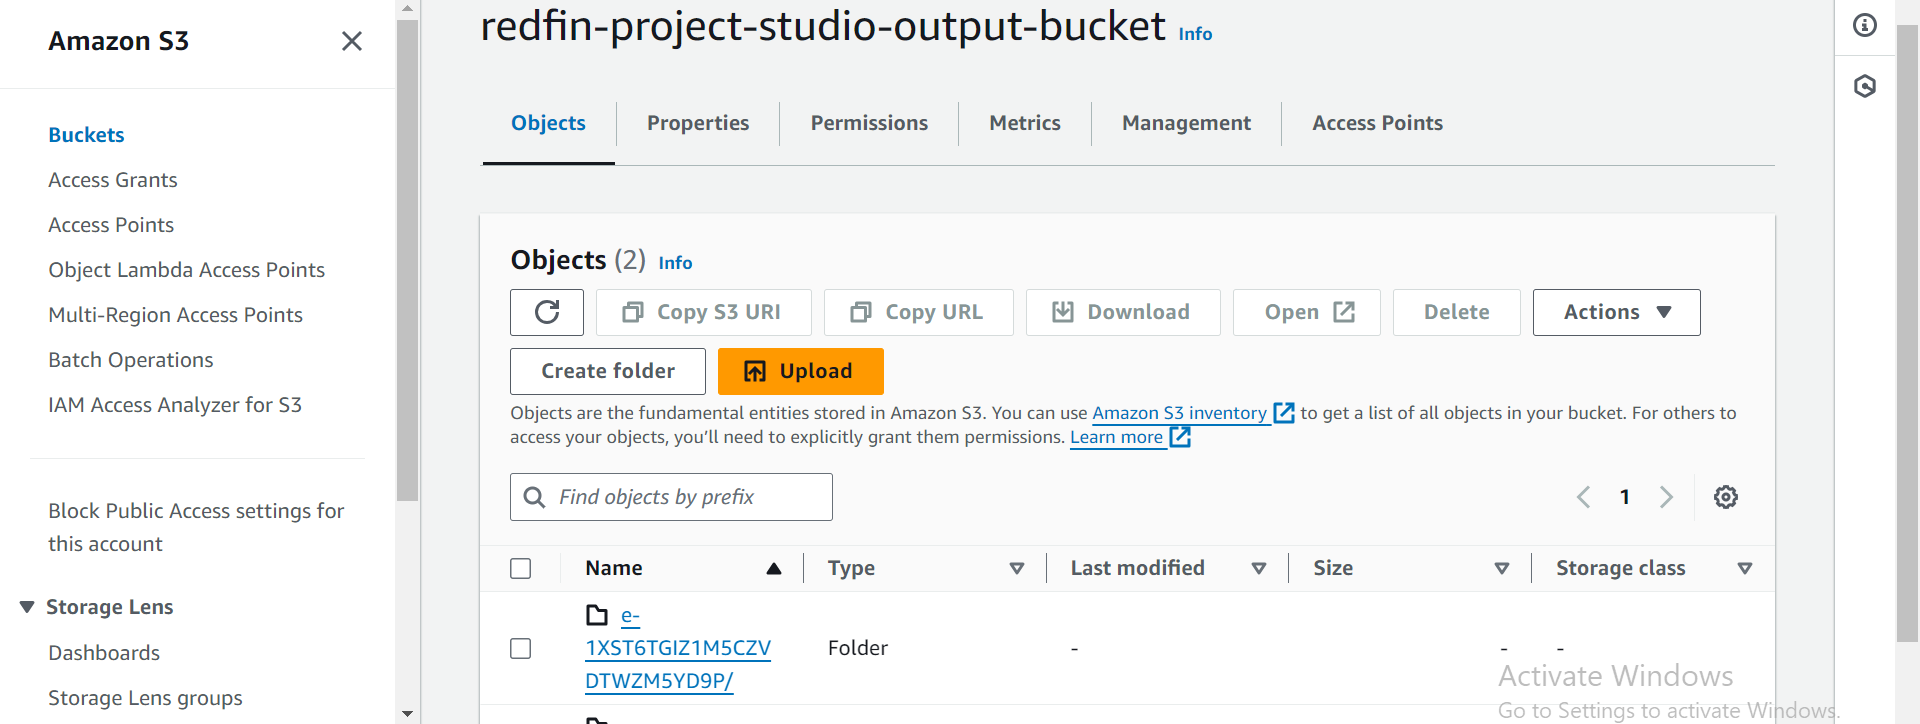 Amazon S3
Buckets
Access Grants
Access Points
Object Lambda Access Points
Multi-Region Access Points
Batch Operations
IAM Access Analyzer for S3
Block Public Access settings for
this account
Storage Lens
Dashboards
Storage Lens groups
redfin-project-studio-output-bucket Info
Objects Properties Permissions Metrics Management Access Points
Objects (2) Info
Copy S3 URI Copy URL Download Open Delete Actions
Create folder Upload
Objects are the fundamental entities stored in Amazon S3. You can use Amazon S3 inventory to get a list of all objects in your bucket. For others to
access your objects, you’ll need to explicitly grant them permissions. Learn more
Find objects by prefix
1
Name Type Last modified Size Storage class
e-
1XST6TGIZ1M5CZV
DTWZM5YD9P/
Folder - - -
Activate Windows
Go to Settings to activate Windows.